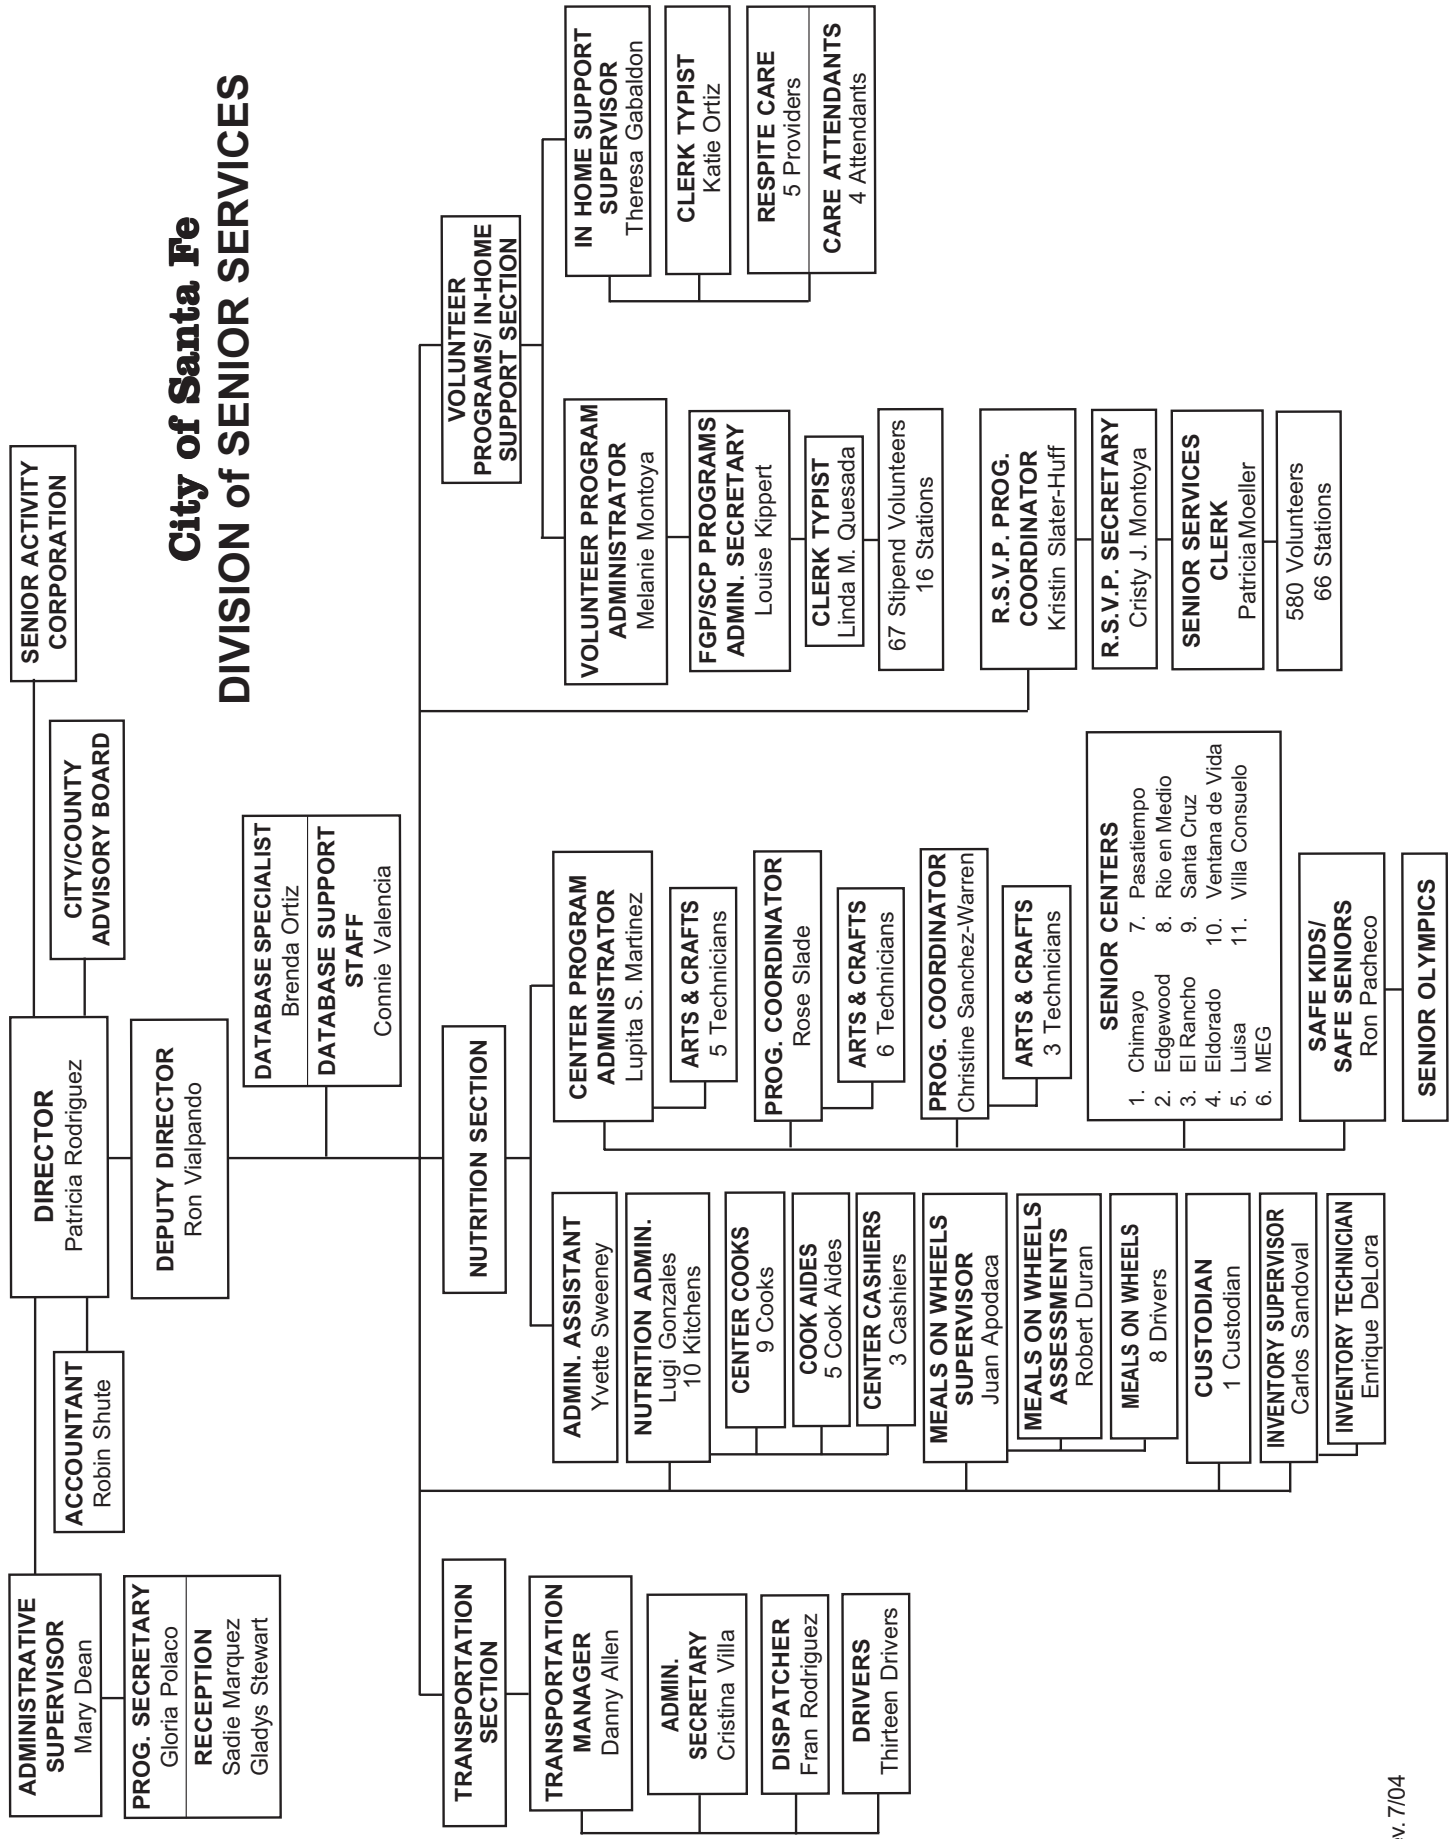 City of Santa Fe
DIVISION of SENIOR SERVICES
SENIOR ACTIVITY
CORPORATION
CITY/COUNTY
ADVISORY BOARD
DIRECTOR
Patricia Rodriguez
ACCOUNTANT
Robin Shute
ADMINISTRATIVE
SUPERVISOR
Mary Dean
PROG. SECRETARY
Gloria Polaco
RECEPTION
Sadie Marquez
Gladys Stewart
DEPUTY DIRECTOR
Ron Vialpando
DATABASE SPECIALIST
Brenda Ortiz
DATABASE SUPPORT
STAFF
Connie Valencia
TRANSPORTATION
SECTION
TRANSPORTATION
MANAGER
Danny Allen
ADMIN.
SECRETARY
Cristina Villa
DISPATCHER
Fran Rodriguez
DRIVERS
Thirteen Drivers
NUTRITION SECTION
ADMIN. ASSISTANT
Yvette Sweeney
NUTRITION ADMIN.
Lugi Gonzales
10 Kitchens
CENTER COOKS
9 Cooks
COOK AIDES
5 Cook Aides
CENTER CASHIERS
3 Cashiers
MEALS ON WHEELS
SUPERVISOR
Juan Apodaca
MEALS ON WHEELS
ASSESSMENTS
Robert Duran
MEALS ON WHEELS
8 Drivers
CUSTODIAN
1 Custodian
INVENTORY SUPERVISOR
Carlos Sandoval
INVENTORY TECHNICIAN
Enrique DeLora
CENTER PROGRAM
ADMINISTRATOR
Lupita S. Martinez
ARTS & CRAFTS
5 Technicians
PROG. COORDINATOR
Rose Slade
ARTS & CRAFTS
6 Technicians
PROG. COORDINATOR
Christine Sanchez-Warren
ARTS & CRAFTS
3 Technicians
SENIOR CENTERS
1. Chimayo
2. Edgewood
3. El Rancho
4. Eldorado
5. Luisa
6. MEG
7. Pasatiempo
8. Rio en Medio
9. Santa Cruz
10. Ventana de Vida
11. Villa Consuelo
SAFE KIDS/
SAFE SENIORS
Ron Pacheco
SENIOR OLYMPICS
VOLUNTEER
PROGRAMS/ IN-HOME
SUPPORT SECTION
VOLUNTEER PROGRAM
ADMINISTRATOR
Melanie Montoya
FGP/SCP PROGRAMS
ADMIN. SECRETARY
Louise Kippert
CLERK TYPIST
Linda M. Quesada
67 Stipend Volunteers
16 Stations
R.S.V.P. PROG.
COORDINATOR
Kristin Slater-Huff
R.S.V.P. SECRETARY
Cristy J. Montoya
SENIOR SERVICES
CLERK
Patricia Moeller
580 Volunteers
66 Stations
IN HOME SUPPORT
SUPERVISOR
Theresa Gabaldon
CLERK TYPIST
Katie Ortiz
RESPITE CARE
5 Providers
CARE ATTENDANTS
4 Attendants
v. 7/04